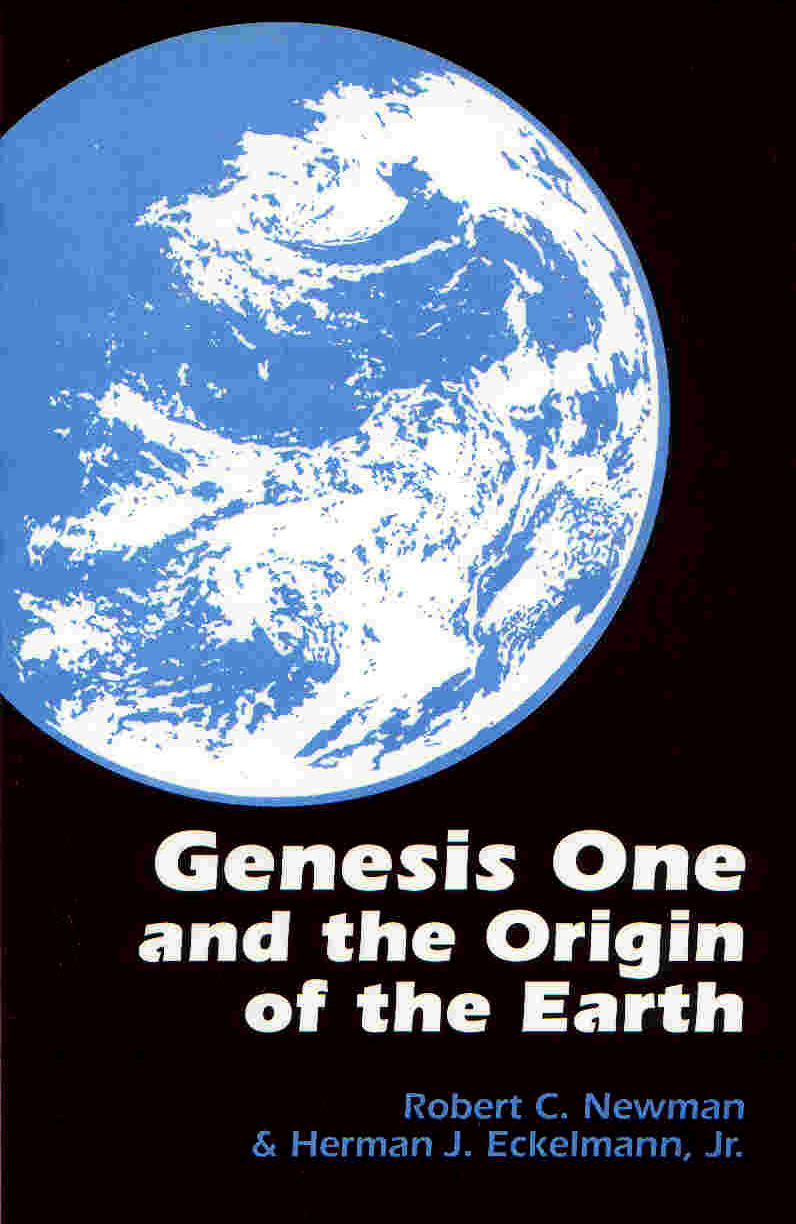 Genesis One
and the Origin
of the Earth
Robert C. Newman
& Herman J. Eckelmann, Jr.